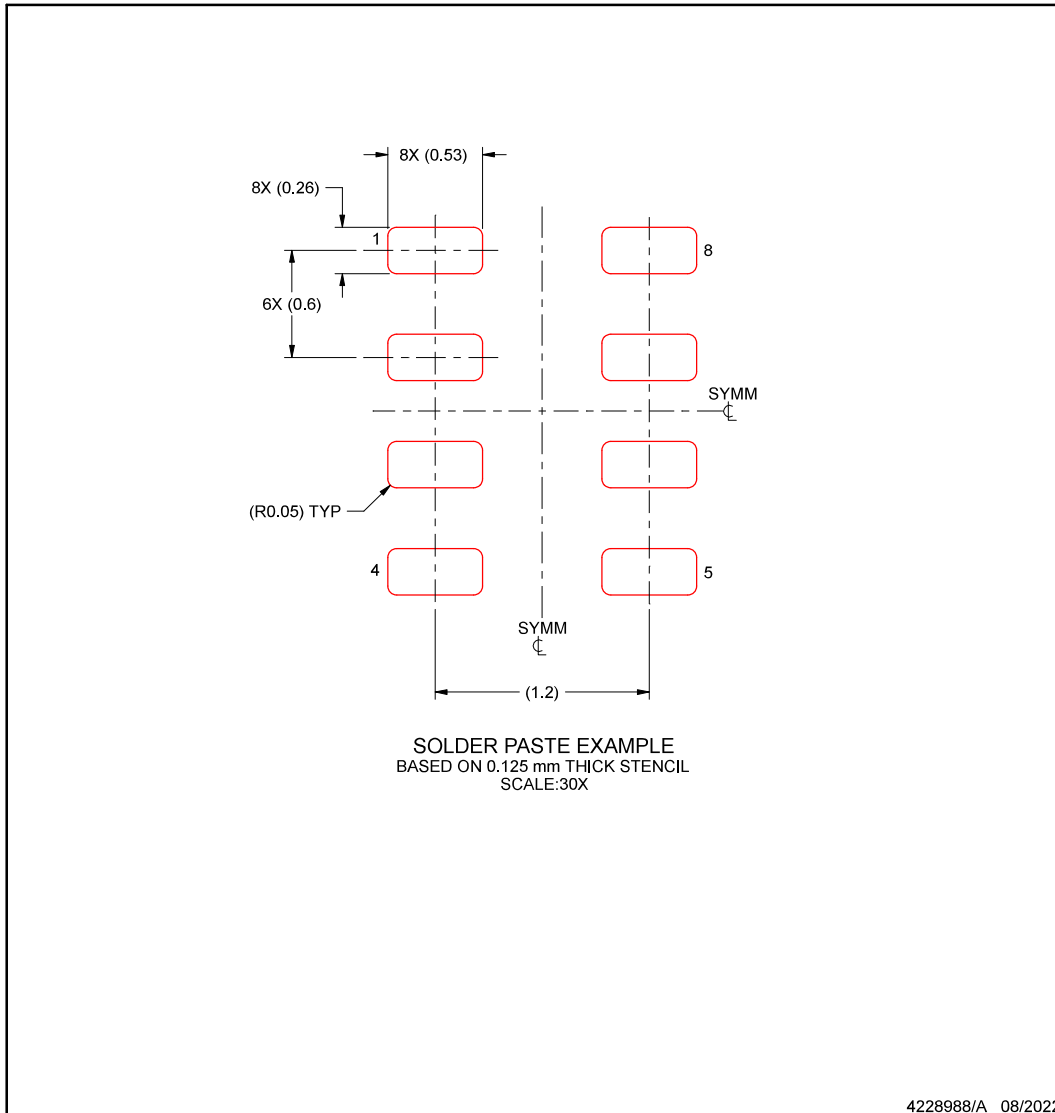 8X (0.53)
8X (0.26)
1
8
6X (0.6)
SYMM
(R0.05) TYP
4
5
SYMM
(1.2)
SOLDER PASTE EXAMPLE
BASED ON 0.125 mm THICK STENCIL
SCALE:30X
4228988/A 08/2022